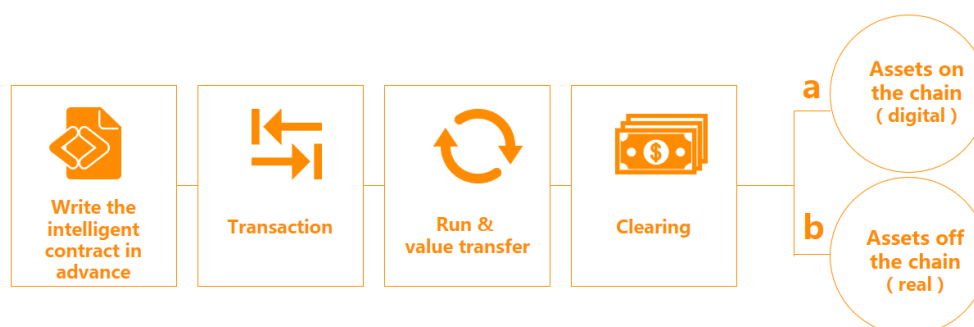 Write the
intelligent
contract in
advance
Transaction
Run &
value transfer
$
Clearing
a
Assets on
the chain
( digital )
b
Assets off
the chain
( real )